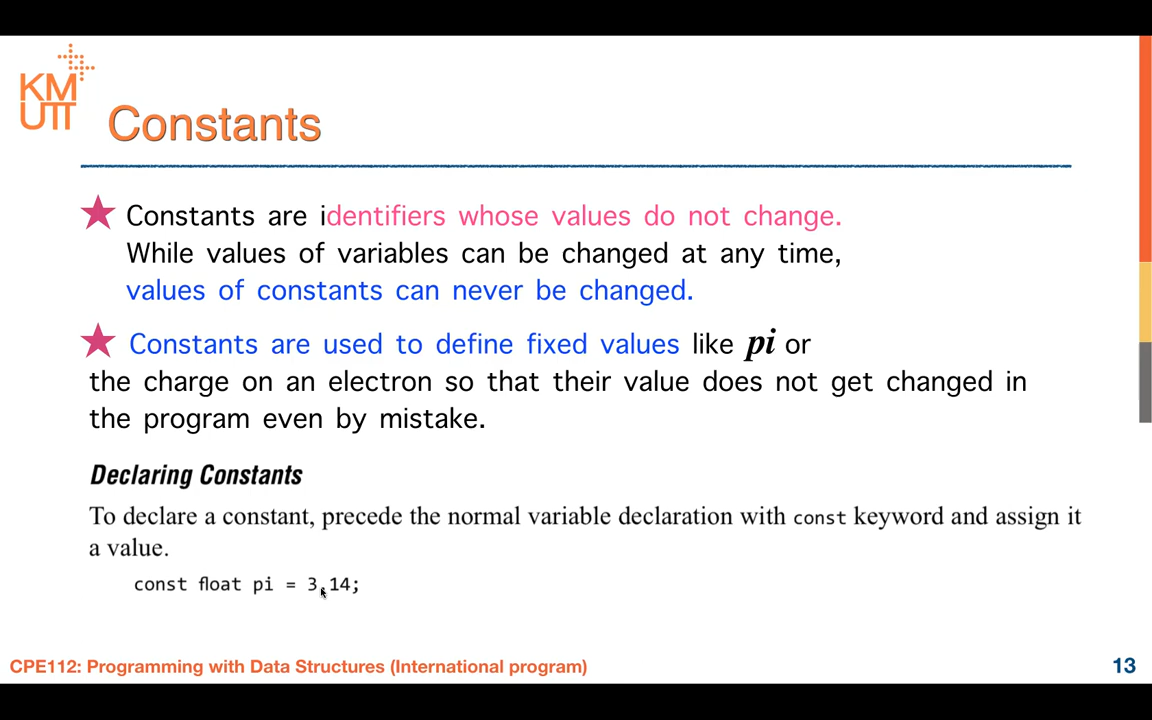 KM
UTT
Constants
Constants are identifiers whose values do not change.
While values of variables can be changed at any time,
values of constants can never be changed.
Constants are used to define fixed values like pi or
the charge on an electron so that their value does not get changed in
the program even by mistake.
Declaring Constants
To declare a constant, precede the normal variable declaration with const keyword and assign it
a value.
const float pi = 3.14;
CPE112: Programming with Data Structures (International program)
13